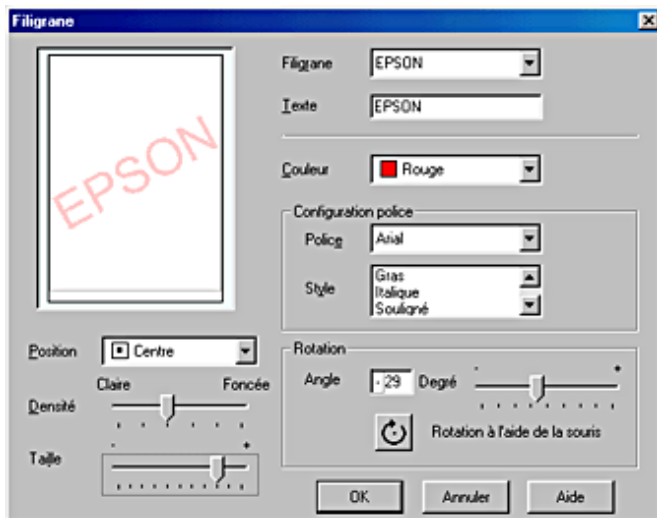 Filigrane
EPSON
Filigrane EPSON
Texte EPSON
Couleur Rouge
Configuration police
Police Arial
Style Gras
Italique
Souligné
Position Centre
Claire Foncée
Densité
- +
Taille
Rotation
Angle -29 Degré - +
Rotation à l'aide de la souris
OK Annuler Aide